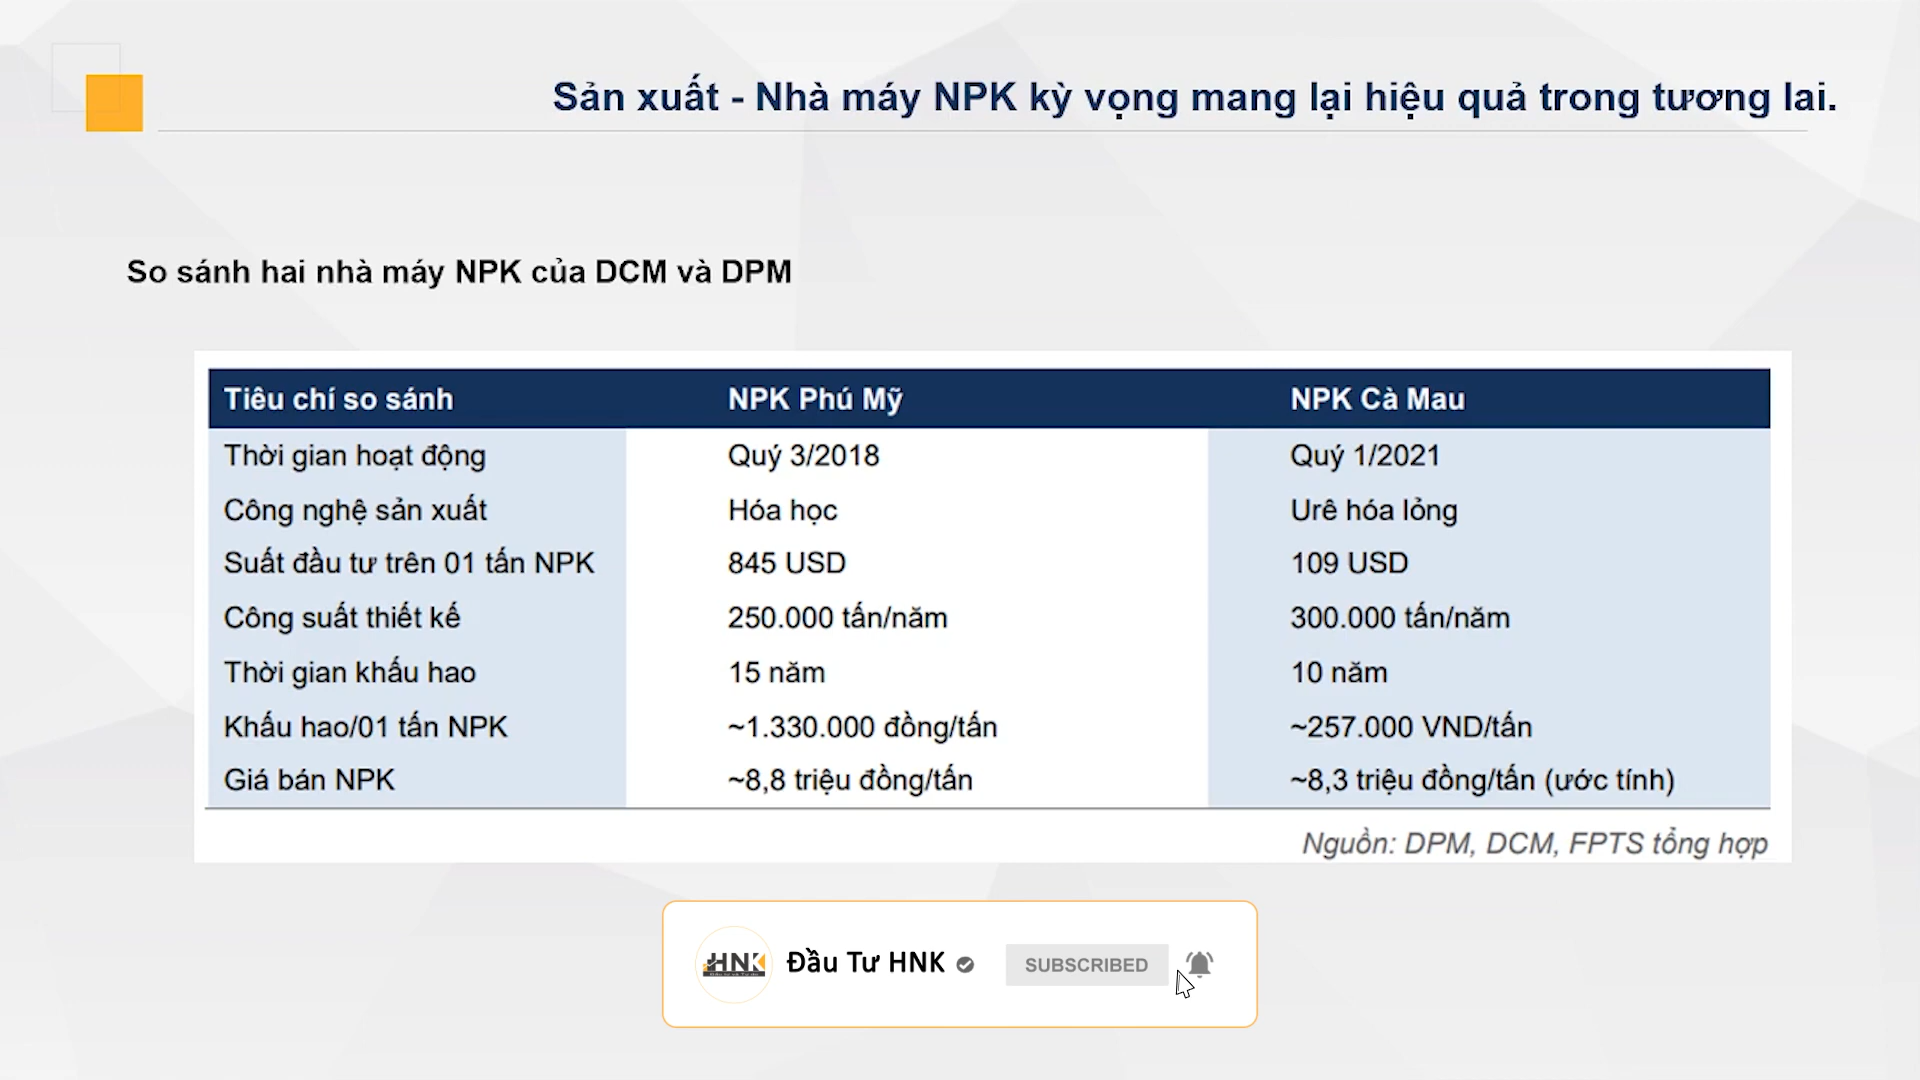 Sản xuất - Nhà máy NPK kỳ vọng mang lại hiệu quả trong tương lai.
So sánh hai nhà máy NPK của DCM và DPM
Tiêu chí so sánh NPK Phú Mỹ NPK Cà Mau
Thời gian hoạt động Quý 3/2018 Quý 1/2021
Công nghệ sản xuất Hóa học Urê hóa lỏng
Suất đầu tư trên 01 tấn NPK 845 USD 109 USD
Công suất thiết kế 250.000 tấn/năm 300.000 tấn/năm
Thời gian khấu hao 15 năm 10 năm
Khấu hao/01 tấn NPK ~1.330.000 đồng/tấn ~257.000 VND/tấn
Giá bán NPK ~8,8 triệu đồng/tấn ~8,3 triệu đồng/tấn (ước tính)
Nguồn: DPM, DCM, FPTS tổng hợp
HNK Đầu Tư HNK SUBSCRIBED